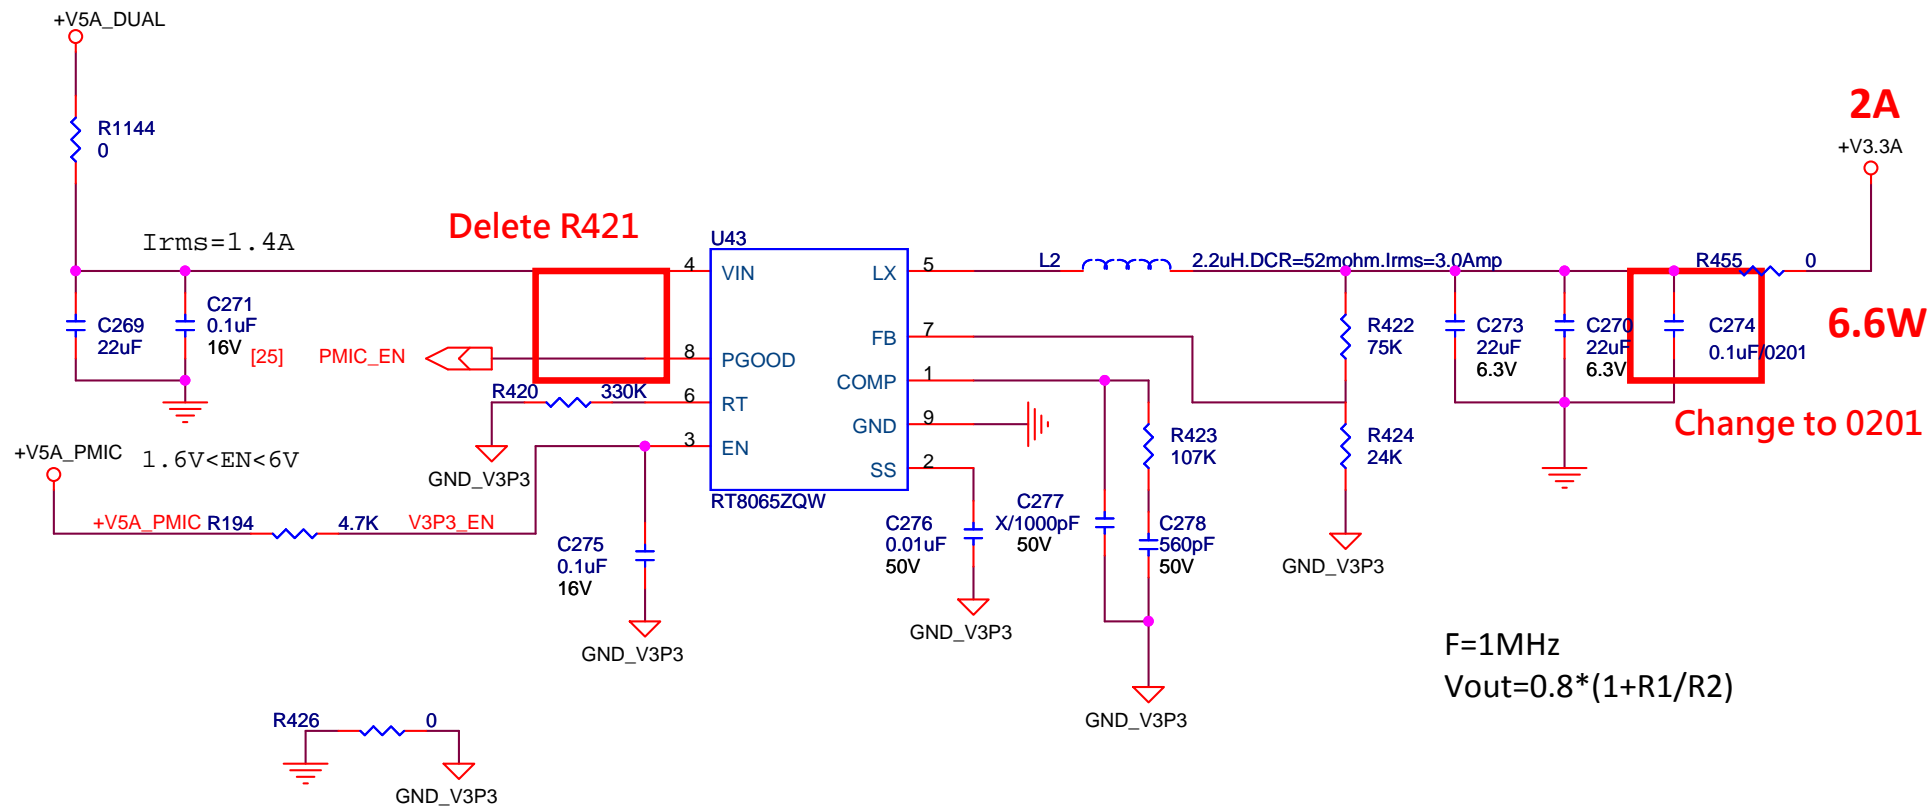 +V5A_DUAL
R1144
0
2A
+V3.3A
Delete R421
Irms=1.4A
U43
4
VIN
LX
5
L2
2.2uH.DCR=52mohm.Irms=3.0Amp
R455
0
C269
22uF
C271
0.1uF
16V
[25]
PMIC_EN
8
PGOOD
FB
7
R422
75K
C273
22uF
6.3V
C270
22uF
6.3V
C274
0.1uF/0201
6.6W
Change to 0201
R420
330K
6
RT
COMP
1
GND
9
3
EN
SS
2
RT8065ZQW
GND_V3P3
+V5A_PMIC
1.6V<EN<6V
+V5A_PMIC
R194
4.7K
V3P3_EN
R423
107K
R424
24K
C275
0.1uF
16V
GND_V3P3
C276
0.01uF
50V
GND_V3P3
C277
X/1000pF
50V
C278
560pF
50V
GND_V3P3
GND_V3P3
F=1MHz
Vout=0.8*(1+R1/R2)
R426
0
GND_V3P3